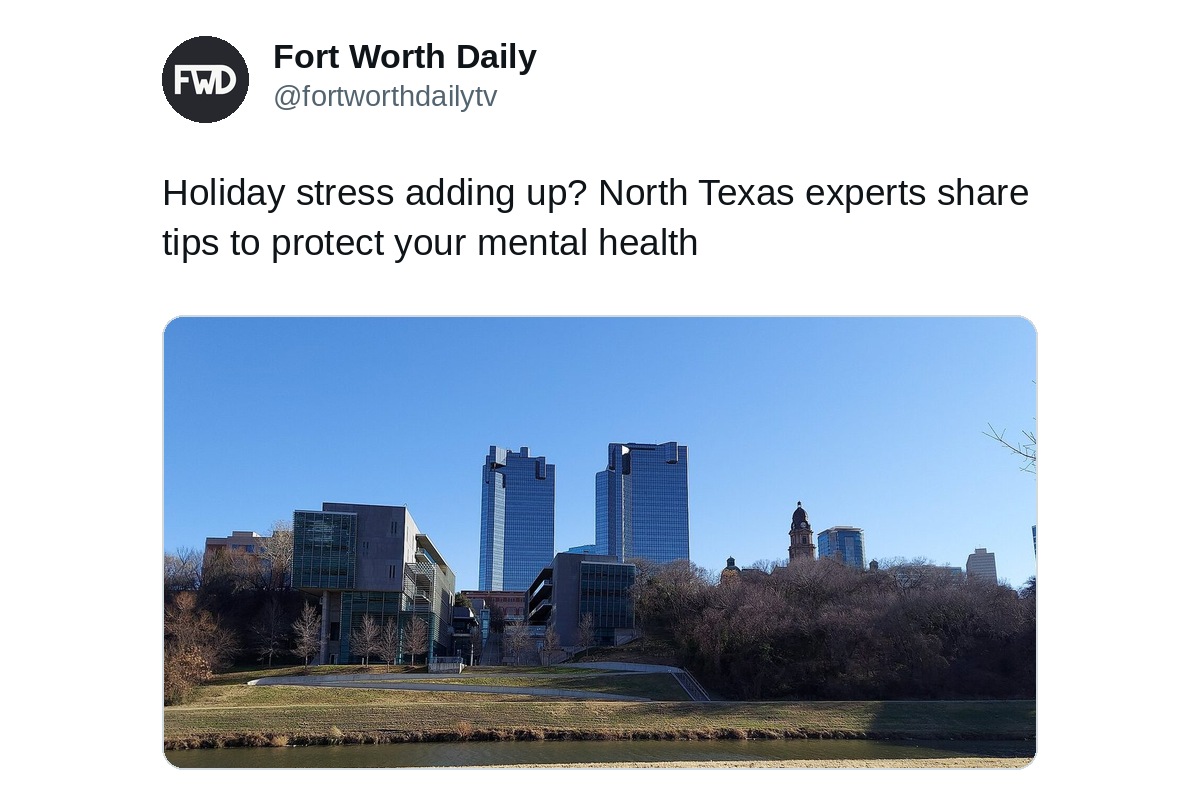 FWD
Fort Worth Daily
@fortworthdailytv
Holiday stress adding up? North Texas experts share
tips to protect your mental health